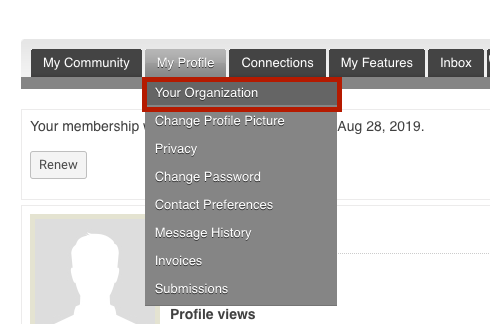 My Community My Profile Connections My Features Inbox
Your Organization
Change Profile Picture
Your membership Aug 28, 2019.
Privacy
Renew
Change Password
Contact Preferences
Message History
Invoices
Submissions
Profile views